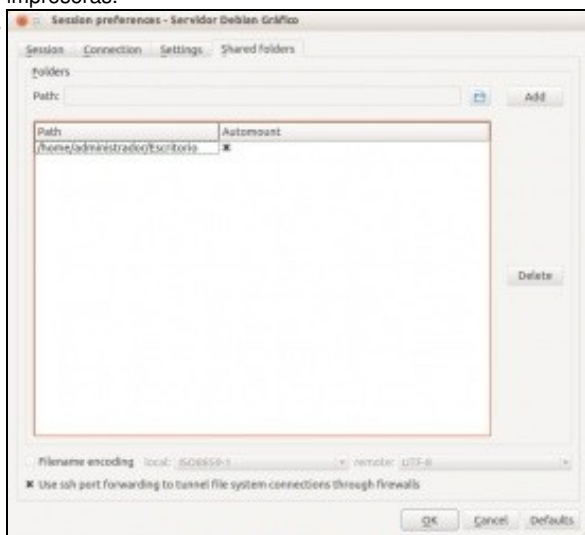 impresoras.
Session preferences - Servidor Debian Gráfico
Session Connection Settings Shared folders
Folders
Path: Add
Path Automount
/home/administrador/Escritorio
Delete
Filename encoding local: ISO8859-1 remote: UTF-8
Use ssh port forwarding to tunnel file system connections through firewalls
OK Cancel Defaults